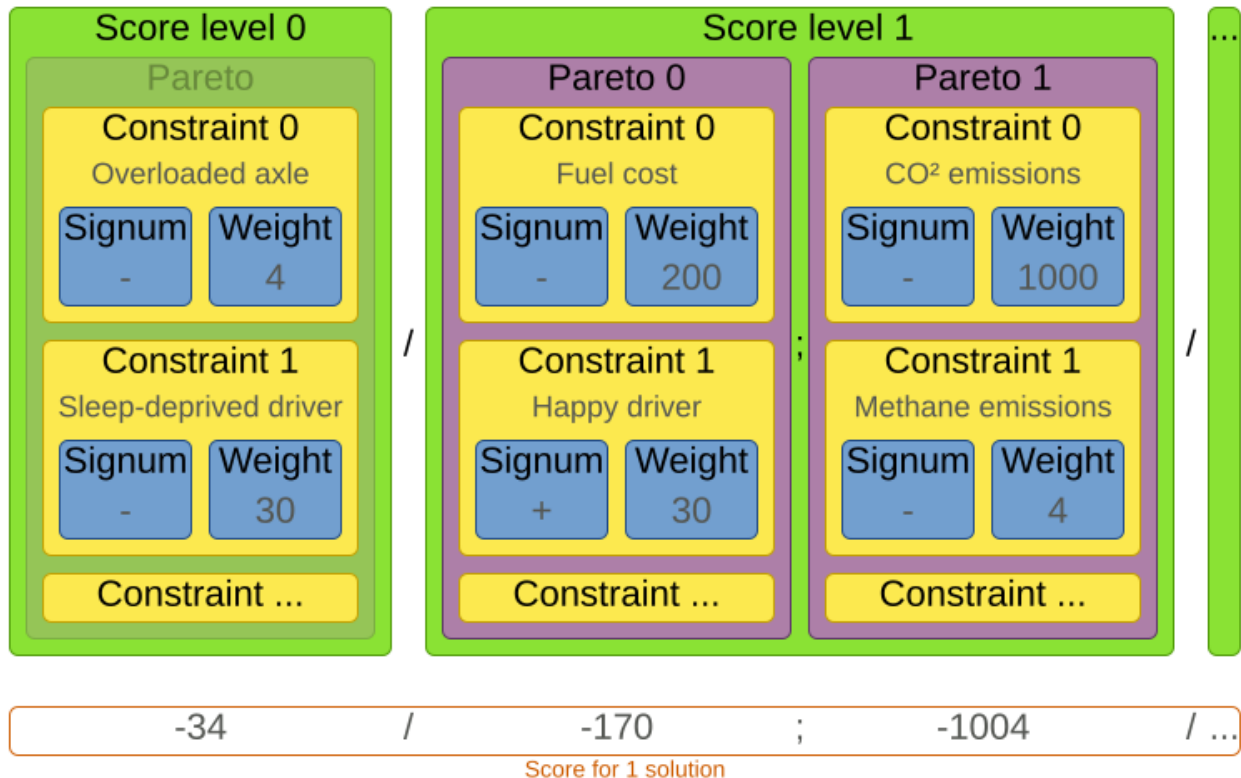 Score level 0
Pareto
Constraint 0
Overloaded axle
Signum Weight
- 4
Constraint 1
Sleep-deprived driver
Signum Weight
- 30
Constraint ...
/
Score level 1
Pareto 0
Constraint 0
Fuel cost
Signum Weight
- 200
Constraint 1
Happy driver
Signum Weight
+ 30
Constraint ...
;
Pareto 1
Constraint 0
CO² emissions
Signum Weight
- 1000
Constraint 1
Methane emissions
Signum Weight
- 4
Constraint ...
/
...
-34 / -170 ; -1004 / ...
Score for 1 solution